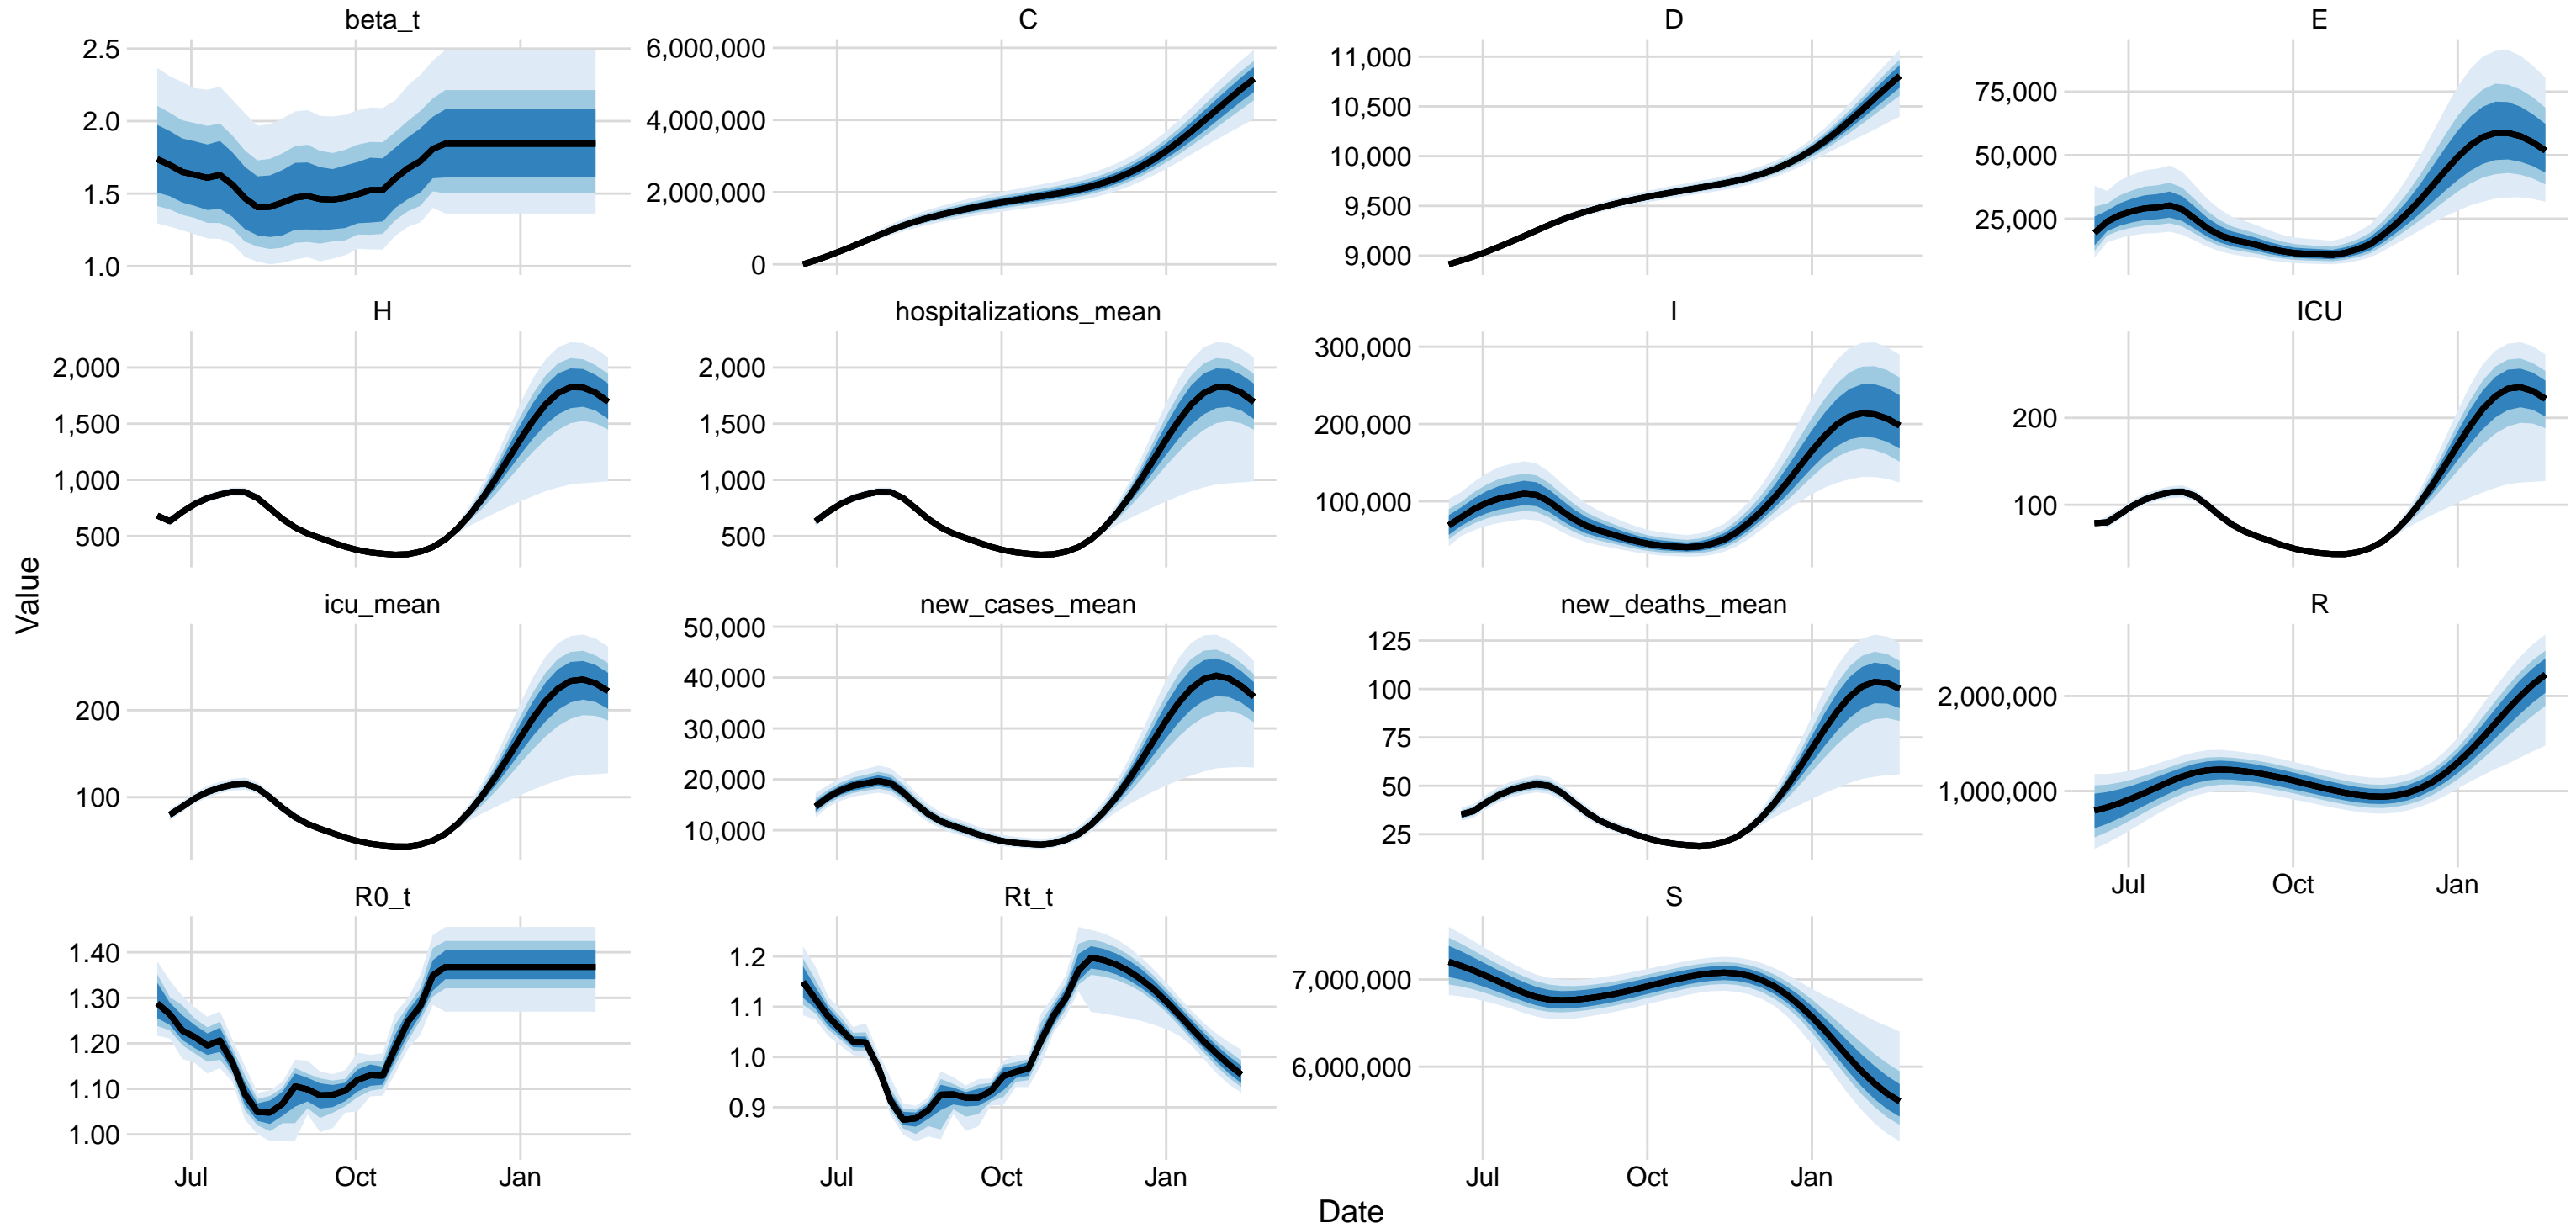 beta_t
C
D
E
2.5
2.0
1.5
1.0
6,000,000
4,000,000
2,000,000
0
11,000
10,500
10,000
9,500
9,000
75,000
50,000
25,000
H
hospitalizations_mean
I
ICU
2,000
1,500
1,000
500
2,000
1,500
1,000
500
300,000
200,000
100,000
200
100
icu_mean
new_cases_mean
new_deaths_mean
R
200
100
50,000
40,000
30,000
20,000
10,000
125
100
75
50
25
2,000,000
1,000,000
Jul Oct Jan
R0_t
Rt_t
S
1.40
1.30
1.20
1.10
1.00
1.2
1.1
1.0
0.9
7,000,000
6,000,000
Jul Oct Jan
Jul Oct Jan
Jul Oct Jan
Value
Date